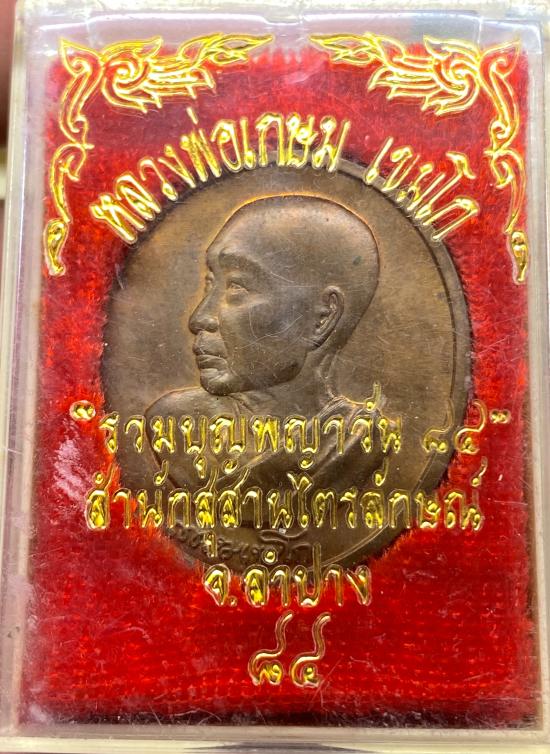 หลวงพ่อเกษม เขมโก
"รวมบุญพญาวัน ๘๔"
สำนักสุสานไตรลักษณ์
จ.ลำปาง
๘๔